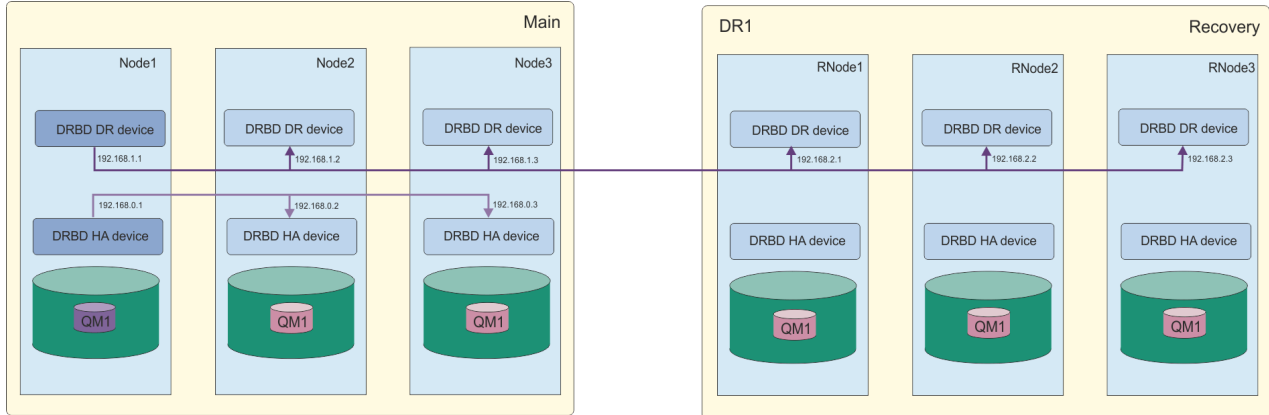 Main
Node1
Node2
Node3
DRBD DR device
DRBD DR device
DRBD DR device
192.168.1.1
192.168.1.2
192.168.1.3
192.168.0.1
192.168.0.2
192.168.0.3
DRBD HA device
DRBD HA device
DRBD HA device
QM1
QM1
QM1
DR1
Recovery
RNode1
RNode2
RNode3
DRBD DR device
DRBD DR device
DRBD DR device
192.168.2.1
192.168.2.2
192.168.2.3
DRBD HA device
DRBD HA device
DRBD HA device
QM1
QM1
QM1